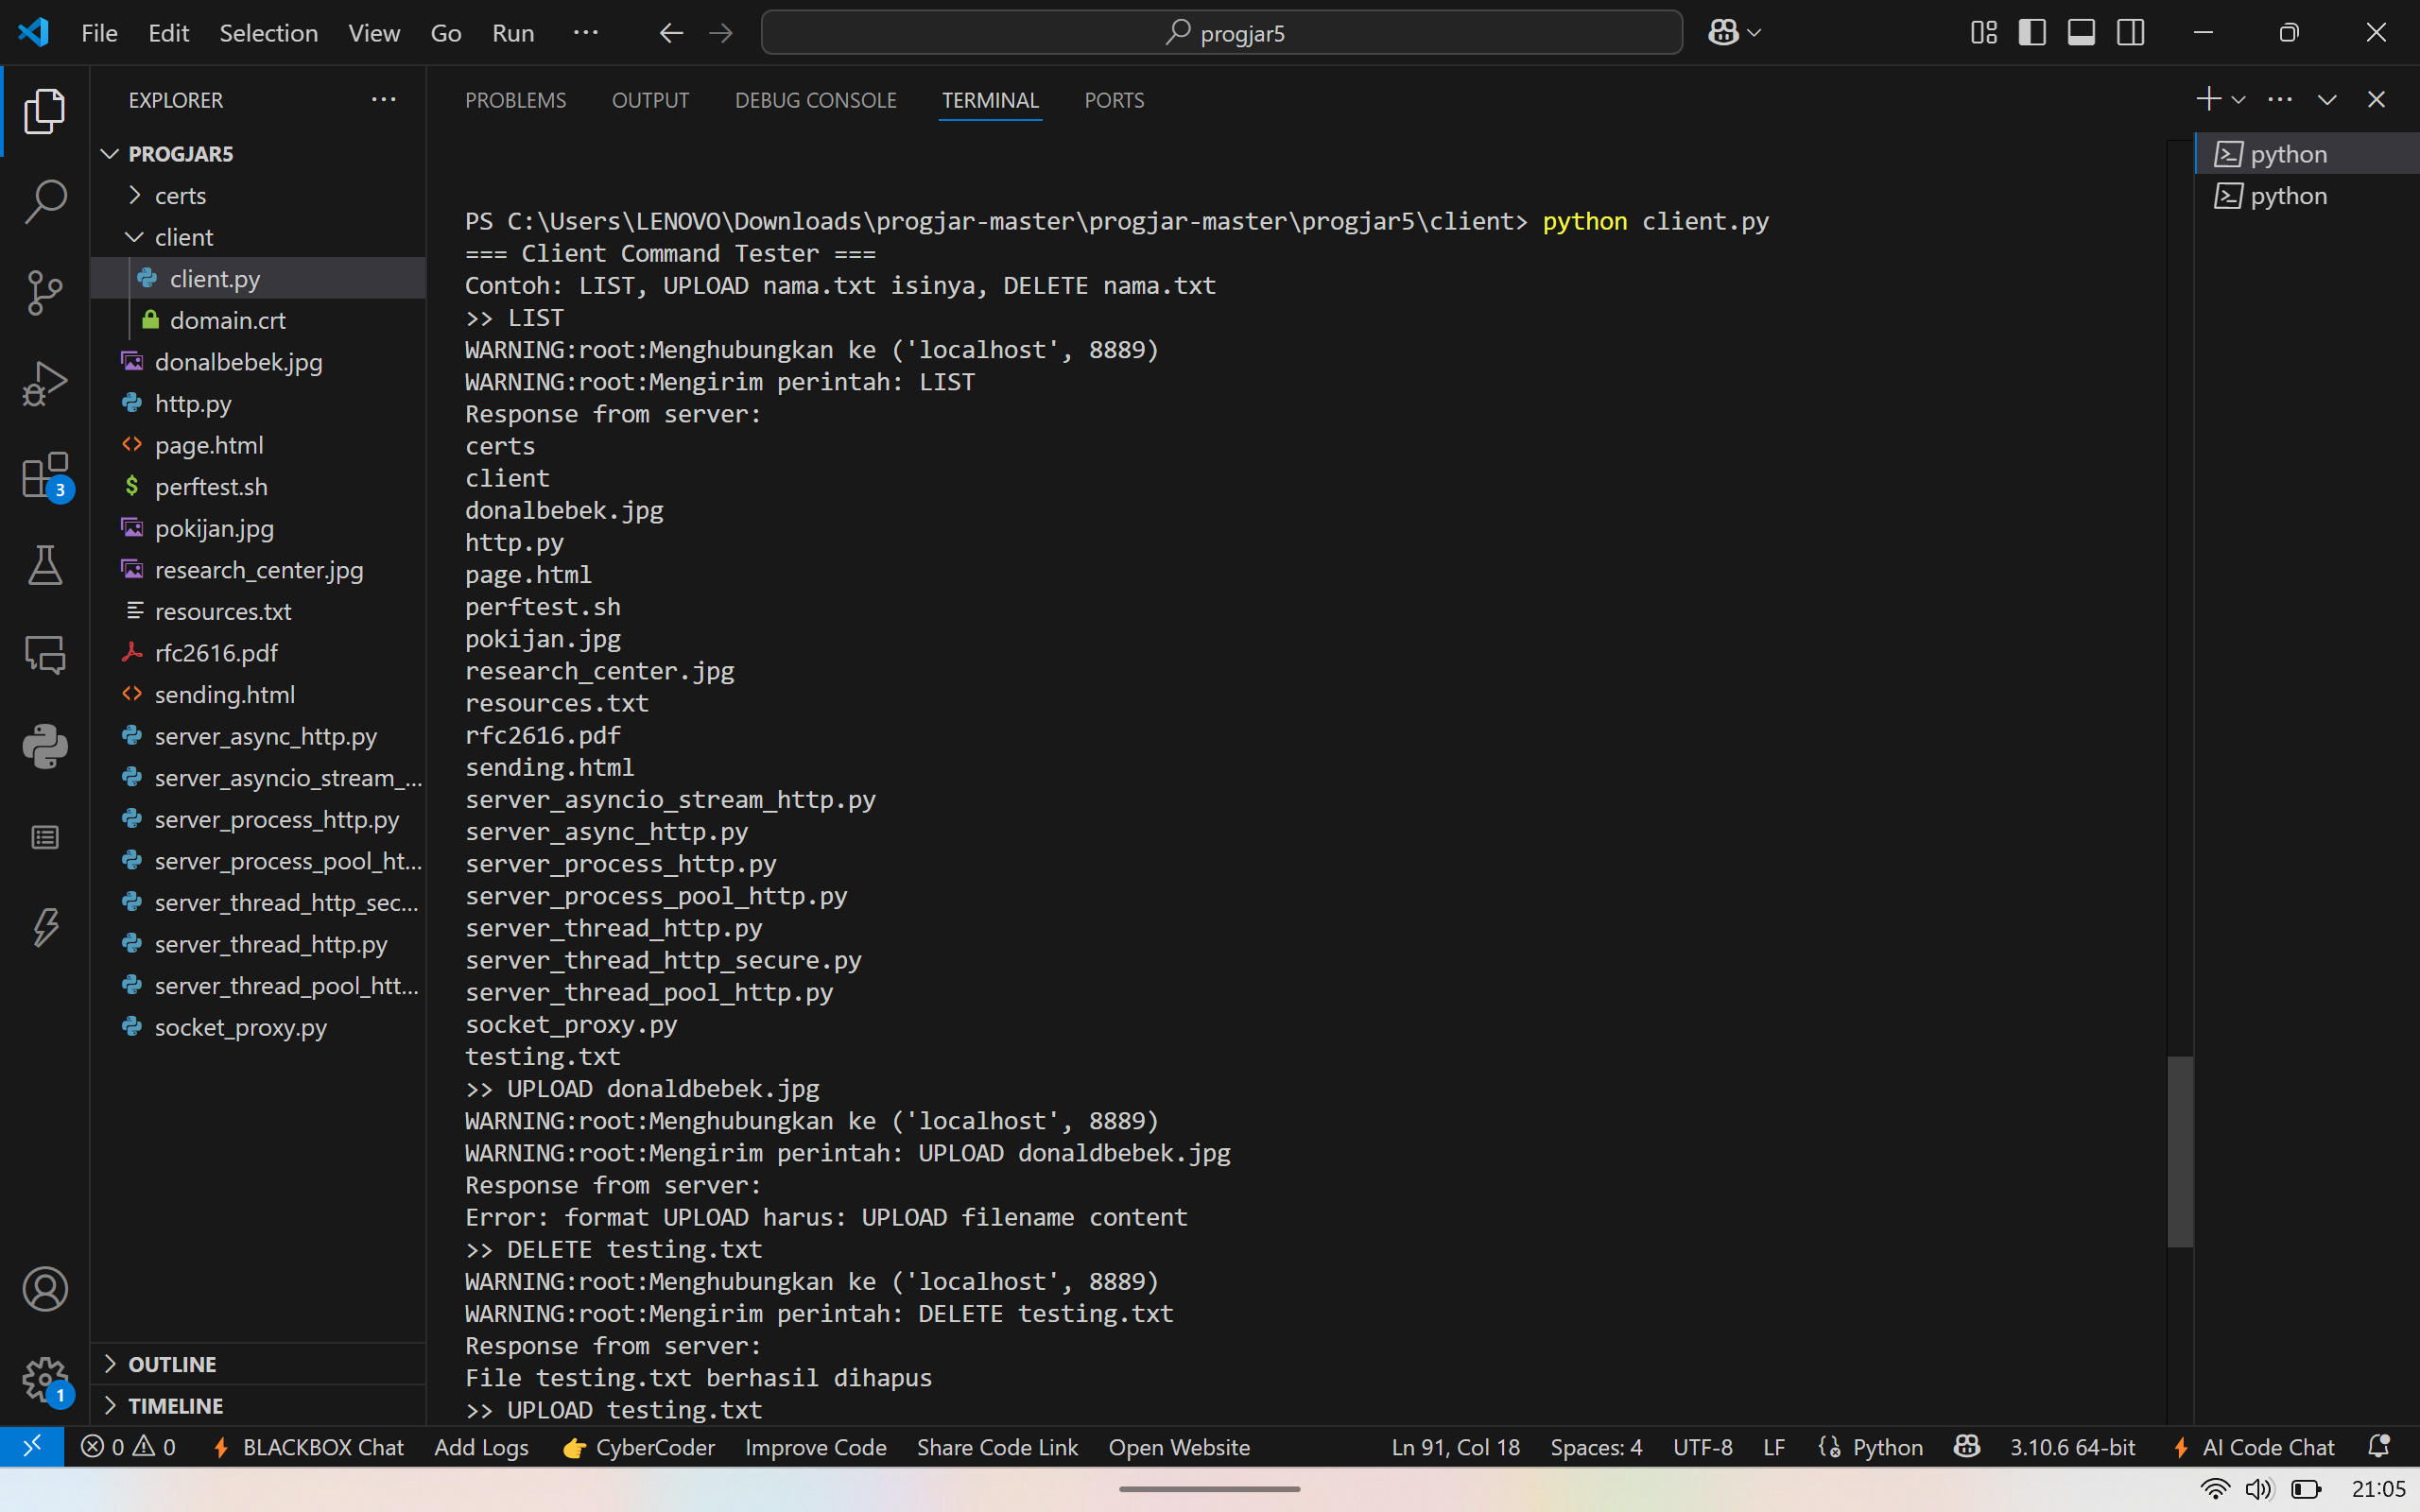 File Edit Selection View Go Run ...
progjar5
EXPLORER
PROGJAR5
certs
client
client.py
domain.crt
donalbebek.jpg
http.py
page.html
perftest.sh
pokijan.jpg
research_center.jpg
resources.txt
rfc2616.pdf
sending.html
server_async_http.py
server_asyncio_stream_...
server_process_http.py
server_process_pool_ht...
server_thread_http_sec...
server_thread_http.py
server_thread_pool_htt...
socket_proxy.py
OUTLINE
TIMELINE
3
1
PROBLEMS OUTPUT DEBUG CONSOLE TERMINAL PORTS
PS C:\Users\LENOVO\Downloads\progjar-master\progjar-master\progjar5\client> python client.py
=== Client Command Tester ===
Contoh: LIST, UPLOAD nama.txt isinya, DELETE nama.txt
>> LIST
WARNING:root:Menghubungkan ke ('localhost', 8889)
WARNING:root:Mengirim perintah: LIST
Response from server:
certs
client
donalbebek.jpg
http.py
page.html
perftest.sh
pokijan.jpg
research_center.jpg
resources.txt
rfc2616.pdf
sending.html
server_asyncio_stream_http.py
server_async_http.py
server_process_http.py
server_process_pool_http.py
server_thread_http.py
server_thread_http_secure.py
server_thread_pool_http.py
socket_proxy.py
testing.txt
>> UPLOAD donaldbebek.jpg
WARNING:root:Menghubungkan ke ('localhost', 8889)
WARNING:root:Mengirim perintah: UPLOAD donaldbebek.jpg
Response from server:
Error: format UPLOAD harus: UPLOAD filename content
>> DELETE testing.txt
WARNING:root:Menghubungkan ke ('localhost', 8889)
WARNING:root:Mengirim perintah: DELETE testing.txt
Response from server:
File testing.txt berhasil dihapus
>> UPLOAD testing.txt
python
python
0 0 BLACKBOX Chat Add Logs CyberCoder Improve Code Share Code Link Open Website Ln 91, Col 18 Spaces: 4 UTF-8 LF Python 3.10.6 64-bit AI Code Chat
21:05